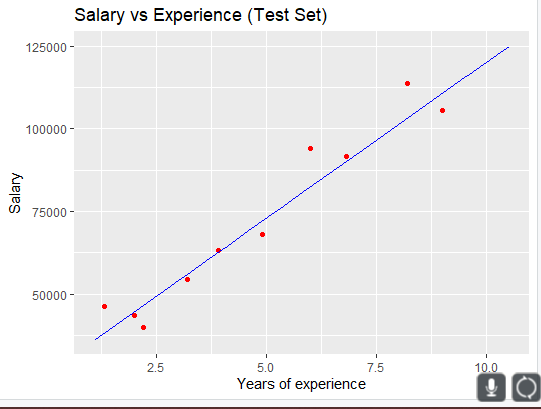 Salary vs Experience (Test Set)
125000
100000
75000
50000
Salary
2.5 5.0 7.5 10.0
Years of experience